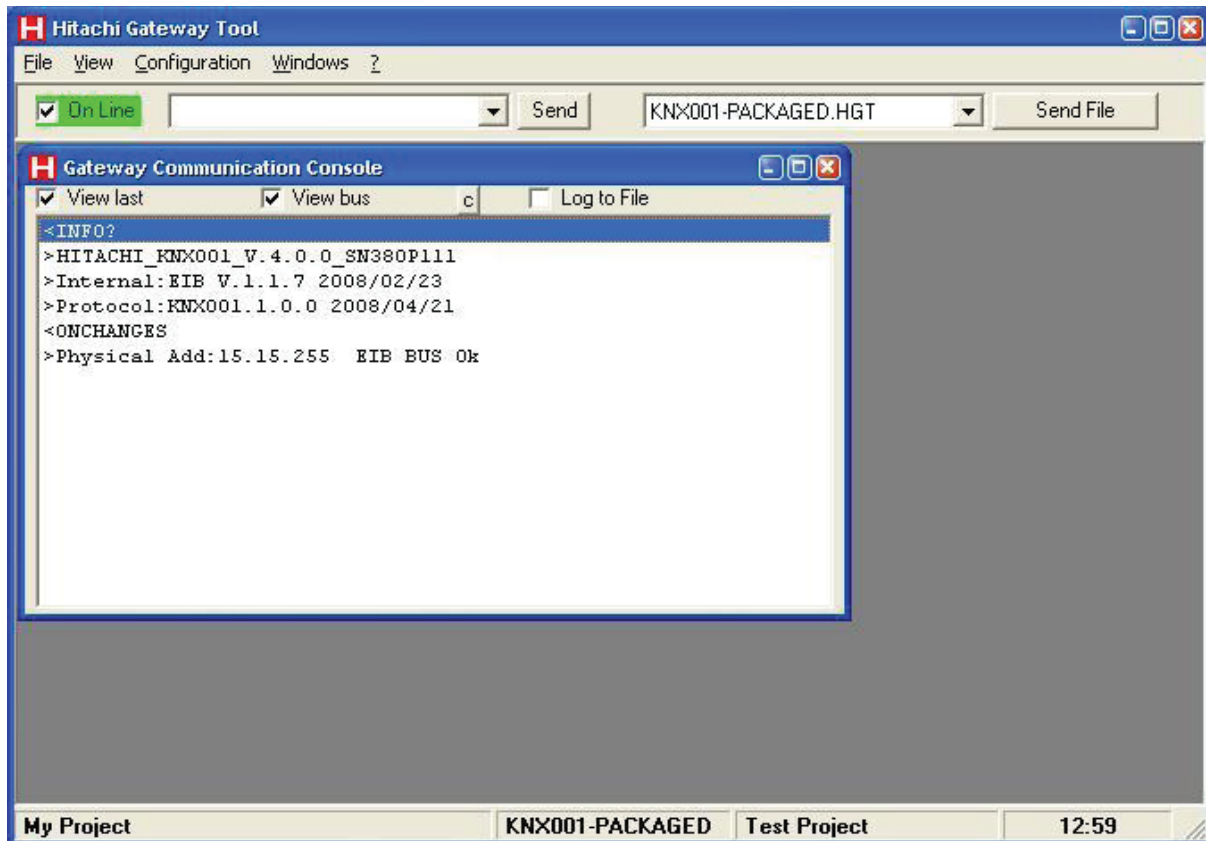 H Hitachi Gateway Tool
File View Configuration Windows ?
On Line Send KNX001-PACKAGED.HGT Send File
H Gateway Communication Console
View last View bus c Log to File
<INFO?
>HITACHI_KNX001_V.4.0.0_SN380P111
>Internal:EIB V.1.1.7 2008/02/23
>Protocol:KNX001.1.0.0 2008/04/21
<ONCHANGES
>Physical Add:15.15.255 EIB BUS Ok
My Project KNX001-PACKAGED Test Project 12:59